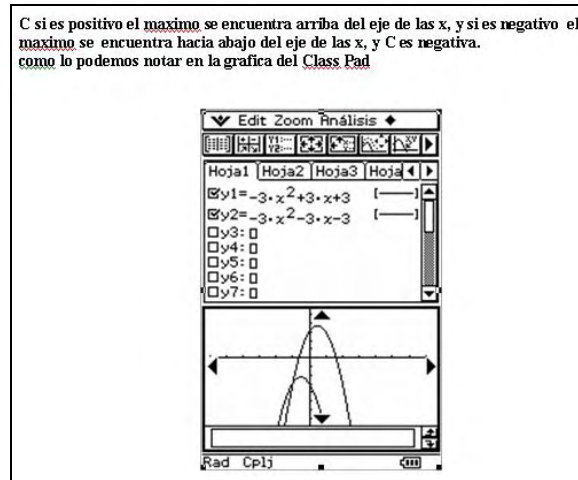 C si es positivo el maximo se encuentra arriba del eje de las x, y si es negativo el
maximo se encuentra hacia abajo del eje de las x, y C es negativa.
como lo podemos notar en la grafica del Class Pad
Edit Zoom Análisis
Hoja1 Hoja2 Hoja3 Hoja
y1=-3·x²+3·x+3
y2=-3·x²-3·x-3
y3:
y4:
y5:
y6:
y7:
Rad Cplj